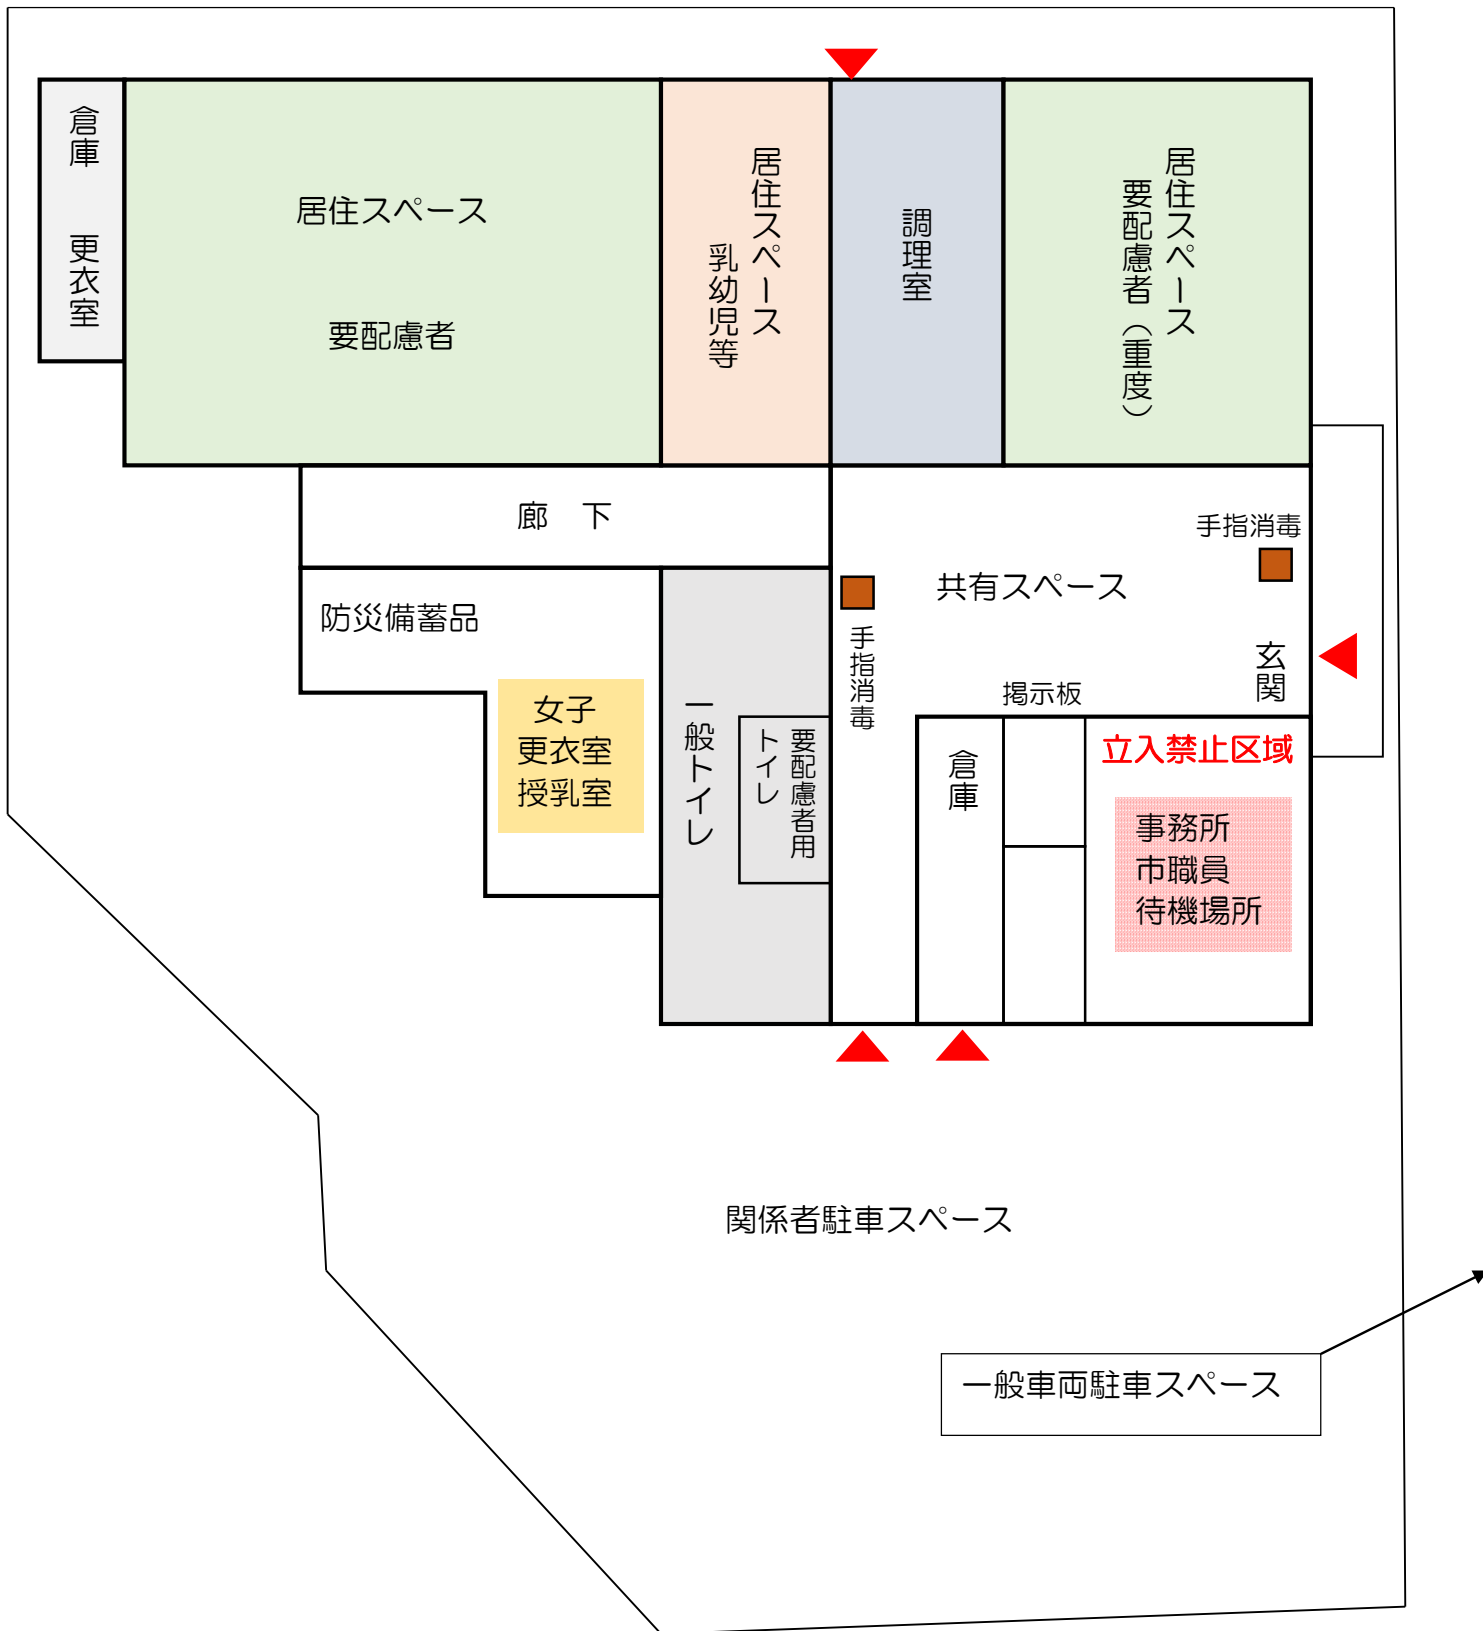 倉庫　更衣室
居住スペース
要配慮者
居住スペース
乳幼児等
調理室
居住スペース
要配慮者（重度）
廊　下
手指消毒
共有スペース
防災備蓄品
手指消毒
玄関
掲示板
女子
更衣室
授乳室
一般トイレ
要配慮者用
トイレ
倉庫
立入禁止区域
事務所
市職員
待機場所
関係者駐車スペース
一般車両駐車スペース